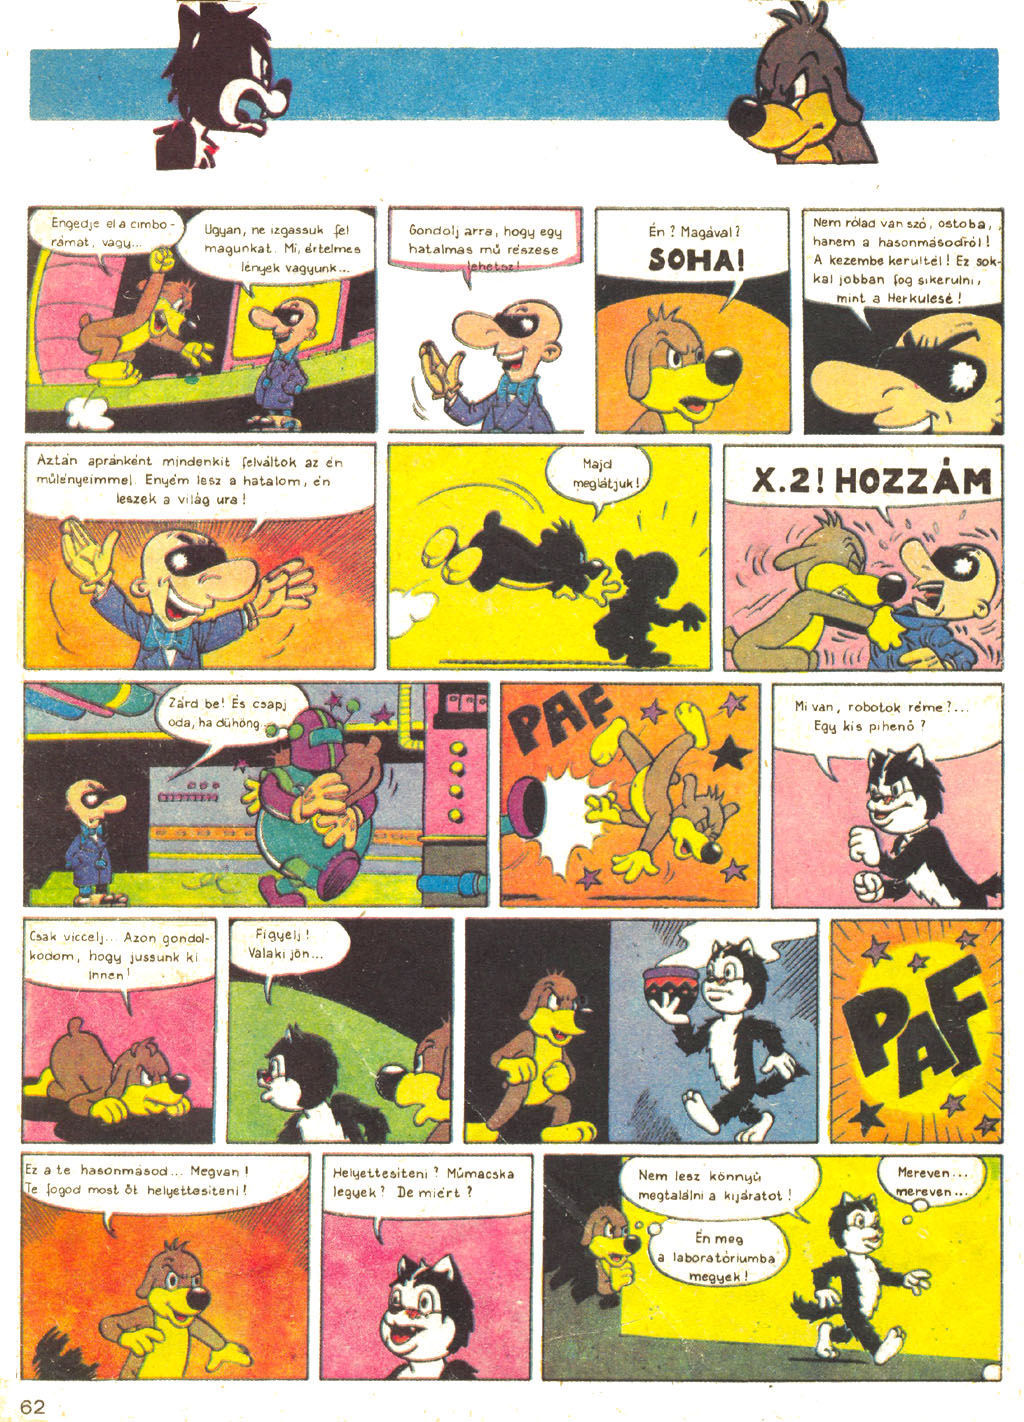 Engedje el a cimbo-
rámat, vagy...
Ugyan, ne izgassuk fel
magunkat. Mi, értelmes
lények vagyunk...
Gondolj arra, hogy egy
hatalmas mű részese
lehetsz!
Én? Magával?
SOHA!
Nem rólad van szó, ostoba,
hanem a hasonmásodról!
A kezembe kerültél! Ez sok-
kal jobban fog sikerülni,
mint a Herkulesé!
Aztán apránként mindenkit felváltok az én
műlényeimmel. Enyém lesz a hatalom, én
leszek a világ ura!
Majd
meglátjuk!
X.2! HOZZÁM
Zárd be! És csapj
oda, ha dühöng...
PAF
Mi van, robotok réme?...
Egy kis pihenő?
Csak viccelj... Azon gondol-
kodom, hogy jussunk ki
innen!
Figyelj!
Valaki jön...
PAF
Ez a te hasonmásod... Megvan!
Te fogod most őt helyettesíteni!
Helyettesíteni? Műmacska
legyek? De miért?
Nem lesz könnyű
megtalálni a kijáratot!
Én meg
a laboratóriumba
megyek!
Mereven...
mereven...
62